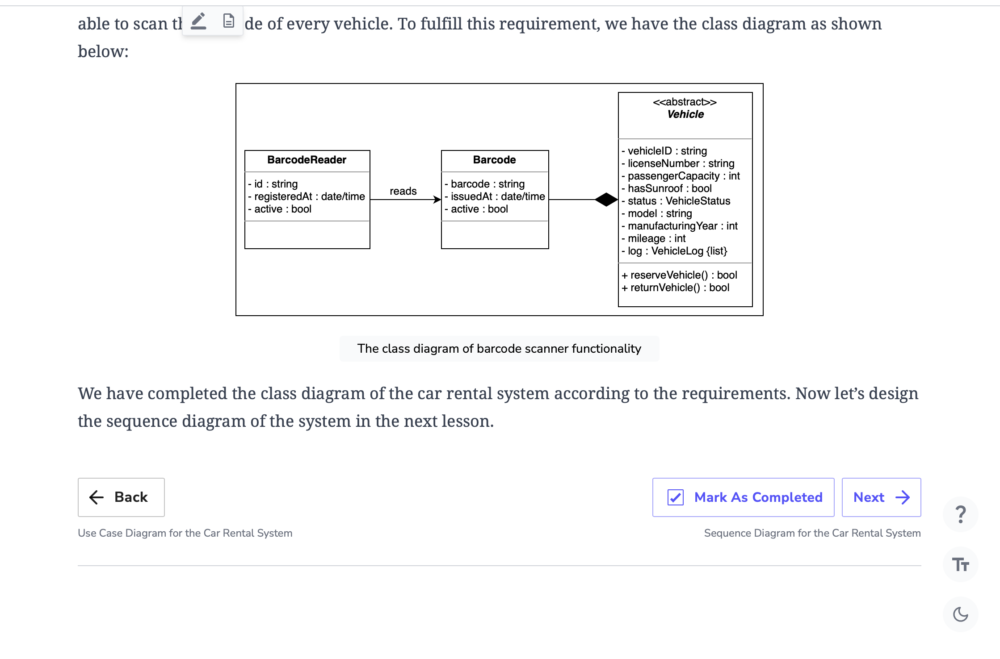 able to scan th de of every vehicle. To fulfill this requirement, we have the class diagram as shown
below:
<<abstract>>
Vehicle
- vehicleID : string
- licenseNumber : string
- passengerCapacity : int
- hasSunroof : bool
- status : VehicleStatus
- model : string
- manufacturingYear : int
- mileage : int
- log : VehicleLog {list}
+ reserveVehicle() : bool
+ returnVehicle() : bool
BarcodeReader
- id : string
- registeredAt : date/time
- active : bool
reads
Barcode
- barcode : string
- issuedAt : date/time
- active : bool
The class diagram of barcode scanner functionality
We have completed the class diagram of the car rental system according to the requirements. Now let’s design
the sequence diagram of the system in the next lesson.
Back
Mark As Completed
Next
Use Case Diagram for the Car Rental System
Sequence Diagram for the Car Rental System
?
TT